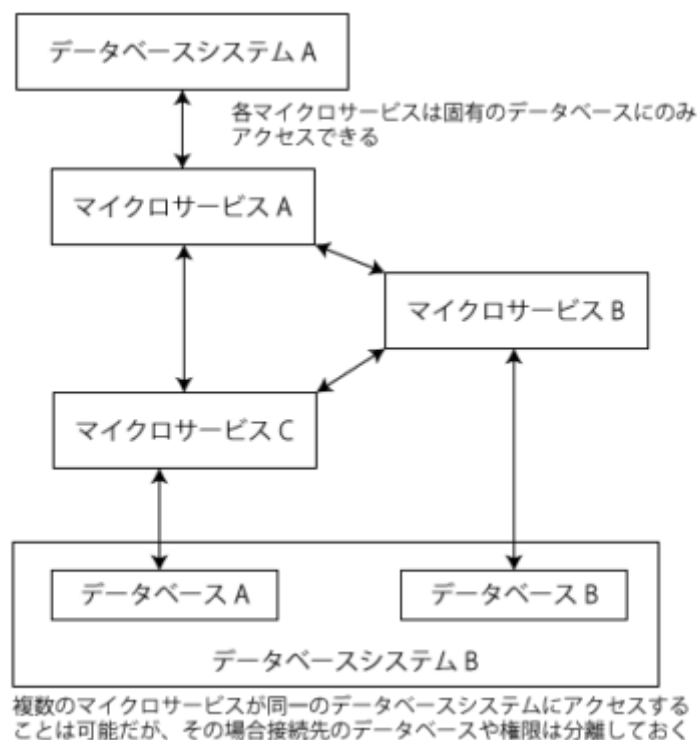 データベースシステム A
各マイクロサービスは固有のデータベースにのみ
アクセスできる
マイクロサービス A
マイクロサービス B
マイクロサービス C
データベース A
データベース B
データベースシステム B
複数のマイクロサービスが同一のデータベースシステムにアクセスする
ことは可能だが、その場合接続先のデータベースや権限は分離しておく